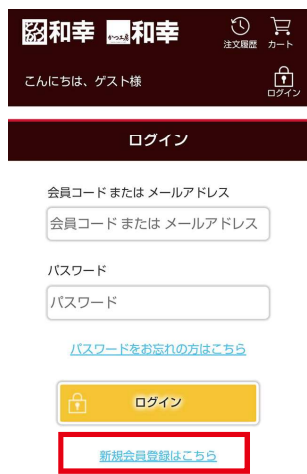 和幸 かつ工房 和幸
注文履歴 カート
こんにちは、ゲスト様
ログイン
ログイン
会員コード または メールアドレス
会員コード または メールアドレス
パスワード
パスワード
パスワードをお忘れの方はこちら
ログイン
新規会員登録はこちら